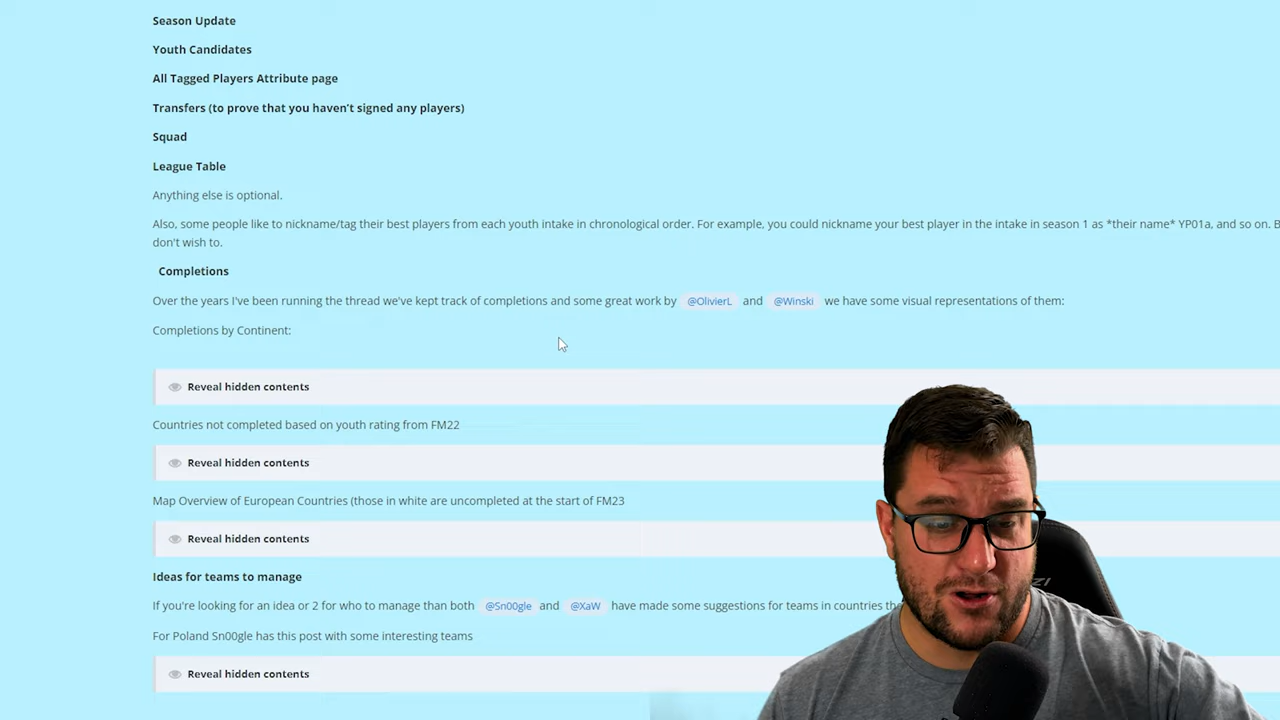 Season Update
Youth Candidates
All Tagged Players Attribute page
Transfers (to prove that you haven't signed any players)
Squad
League Table
Anything else is optional.
Also, some people like to nickname/tag their best players from each youth intake in chronological order. For example, you could nickname your best player in the intake in season 1 as *their name* YP01a, and so on. B
don't wish to.
Completions
Over the years I've been running the thread we've kept track of completions and some great work by @OlivierL and @Winski we have some visual representations of them:
Completions by Continent:
Reveal hidden contents
Countries not completed based on youth rating from FM22
Reveal hidden contents
Map Overview of European Countries (those in white are uncompleted at the start of FM23
Reveal hidden contents
Ideas for teams to manage
If you're looking for an idea or 2 for who to manage than both @Sn00gle and @XaW have made some suggestions for teams in countries
For Poland Sn00gle has this post with some interesting teams
Reveal hidden contents